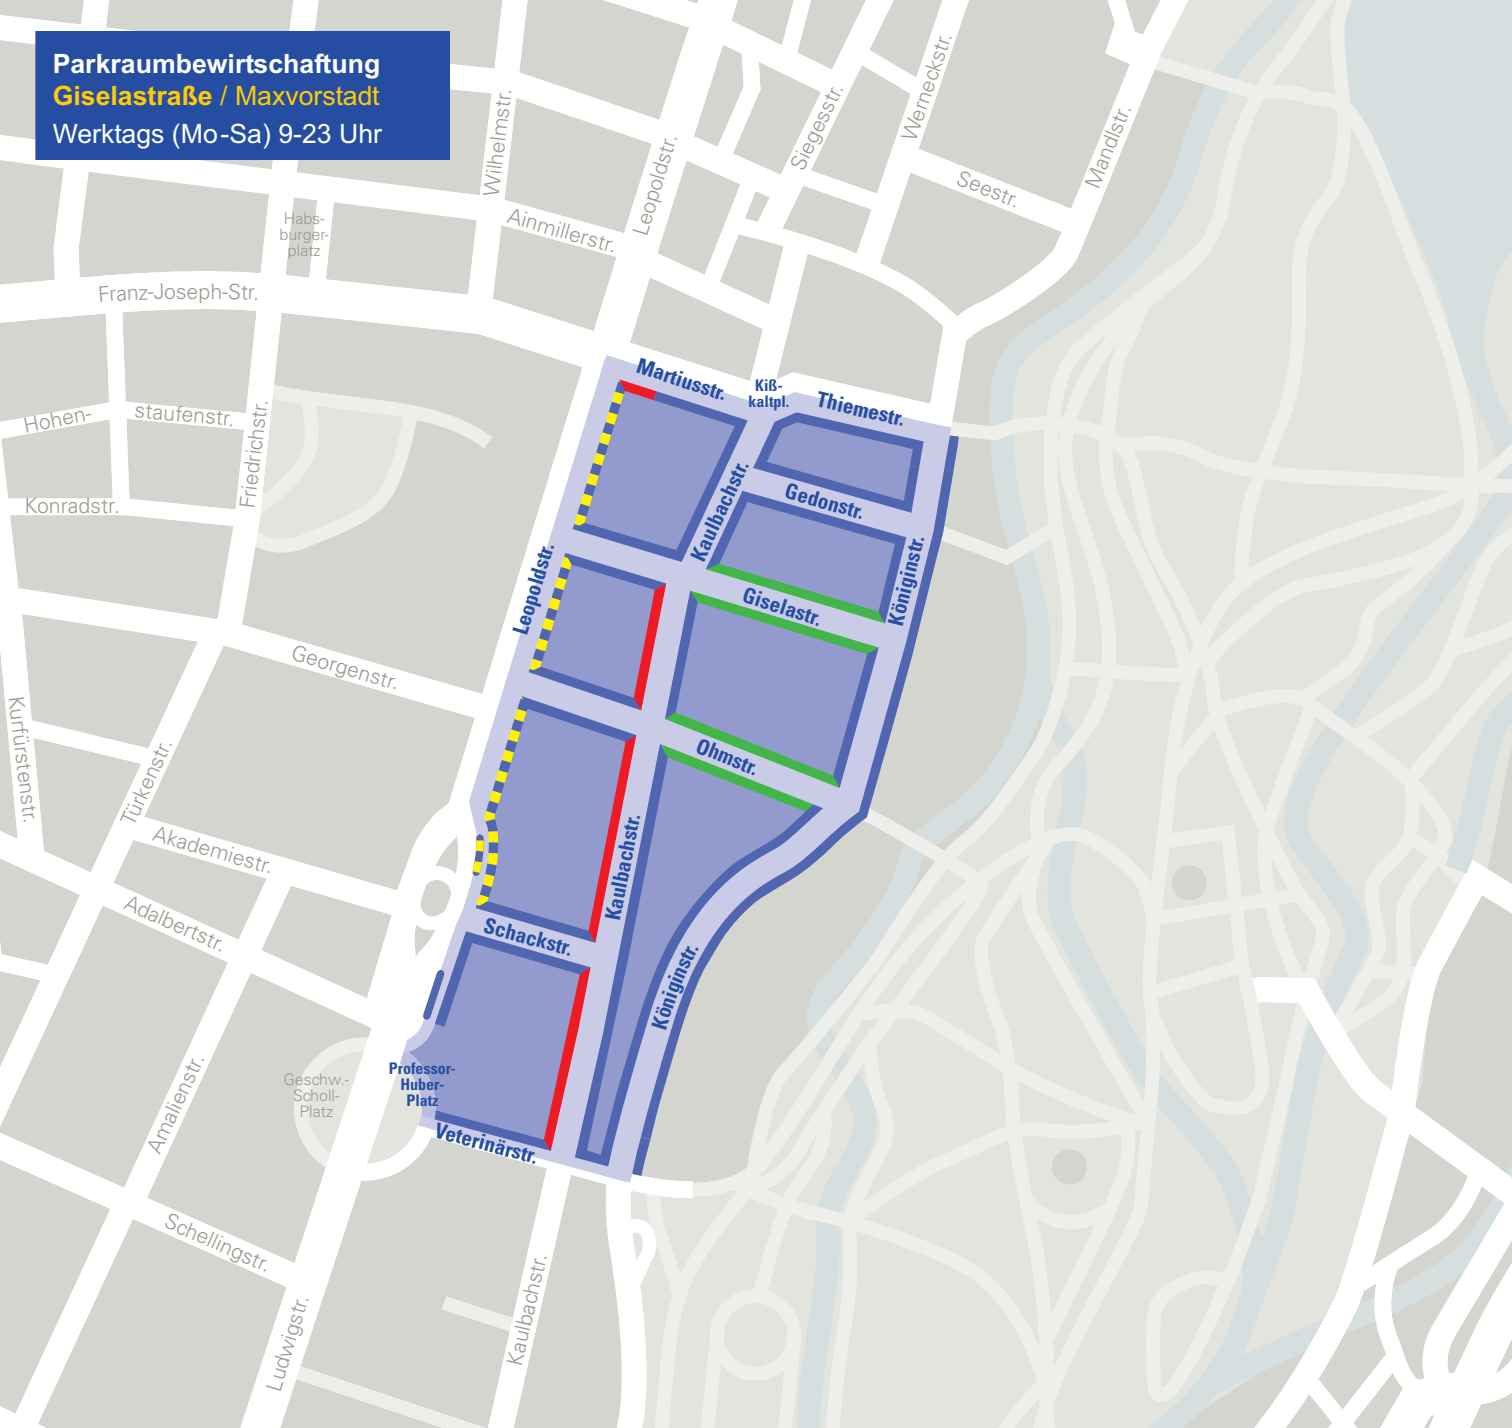 Parkraumbewirtschaftung
Giselastraße / Maxvorstadt
Werktags (Mo-Sa) 9-23 Uhr
Wilhelmstr.
Leopoldstr.
Siegesstr.
Werneckstr.
Mandlstr.
Seestr.
Ainmillerstr.
Habs-
burger-
platz
Franz-Joseph-Str.
Hohen-
staufenstr.
Friedrichstr.
Konradstr.
Martiusstr.
Kiß-
kaltpl.
Thiemestr.
Kaulbachstr.
Gedonstr.
Leopoldstr.
Giselastr.
Königinstr.
Georgenstr.
Kurfürstenstr.
Türkenstr.
Ohmstr.
Akademiestr.
Kaulbachstr.
Adalbertstr.
Schackstr.
Königinstr.
Geschw.-
Scholl-
Platz
Professor-
Huber-
Platz
Amalienstr.
Veterinärstr.
Schellingstr.
Ludwigstr.
Kaulbachstr.